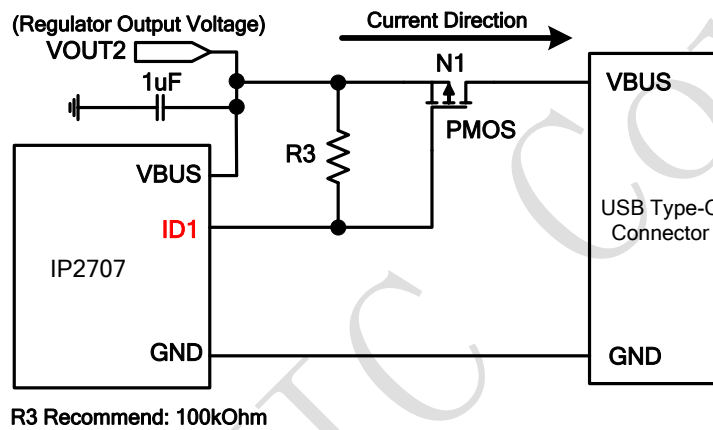 (Regulator Output Voltage)
Current Direction
VOUT2
N1
1uF
VBUS
PMOS
R3
VBUS
ID1
USB Type-C
Connector
IP2707
GND
GND
R3 Recommend: 100kOhm